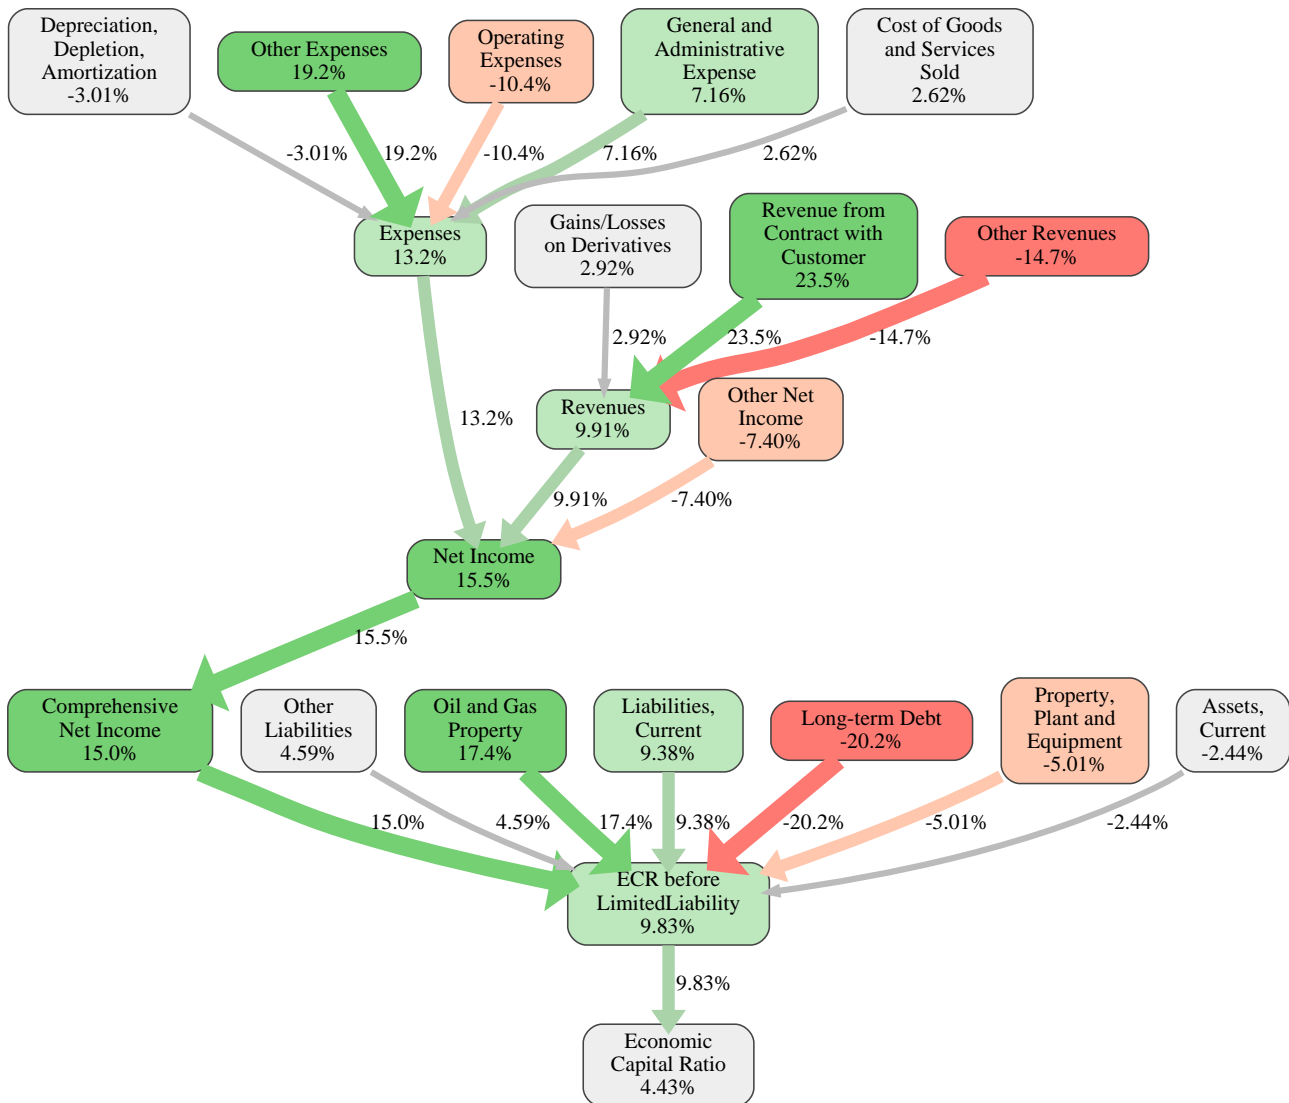 Depreciation,
Depletion,
Amortization
-3.01%
Other Expenses
19.2%
Operating
Expenses
-10.4%
General and
Administrative
Expense
7.16%
Cost of Goods
and Services
Sold
2.62%
-3.01%
19.2%
-10.4%
7.16%
2.62%
Expenses
13.2%
Gains/Losses
on Derivatives
2.92%
Revenue from
Contract with
Customer
23.5%
Other Revenues
-14.7%
2.92%
23.5%
-14.7%
13.2%
Revenues
9.91%
Other Net
Income
-7.40%
9.91%
-7.40%
Net Income
15.5%
15.5%
Comprehensive
Net Income
15.0%
Other
Liabilities
4.59%
Oil and Gas
Property
17.4%
Liabilities,
Current
9.38%
Long-term Debt
-20.2%
Property,
Plant and
Equipment
-5.01%
Assets,
Current
-2.44%
15.0%
4.59%
17.4%
9.38%
-20.2%
-5.01%
-2.44%
ECR before
LimitedLiability
9.83%
9.83%
Economic
Capital Ratio
4.43%